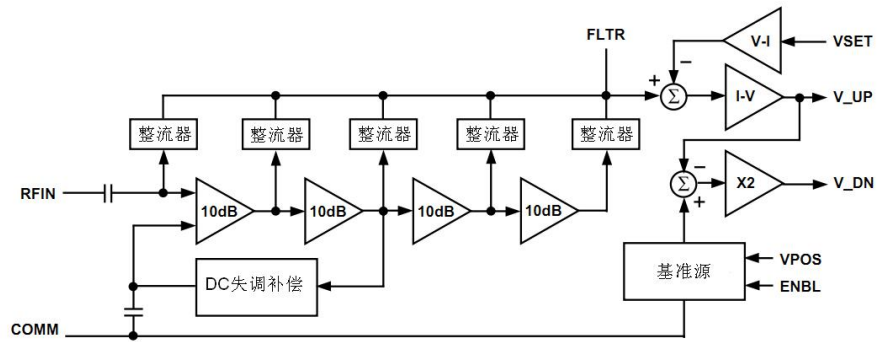 FLTR
V-I
VSET
Σ
I-V
V_UP
整流器
整流器
整流器
整流器
整流器
RFIN
10dB
10dB
10dB
10dB
Σ
X2
V_DN
DC失调补偿
基准源
VPOS
ENBL
COMM